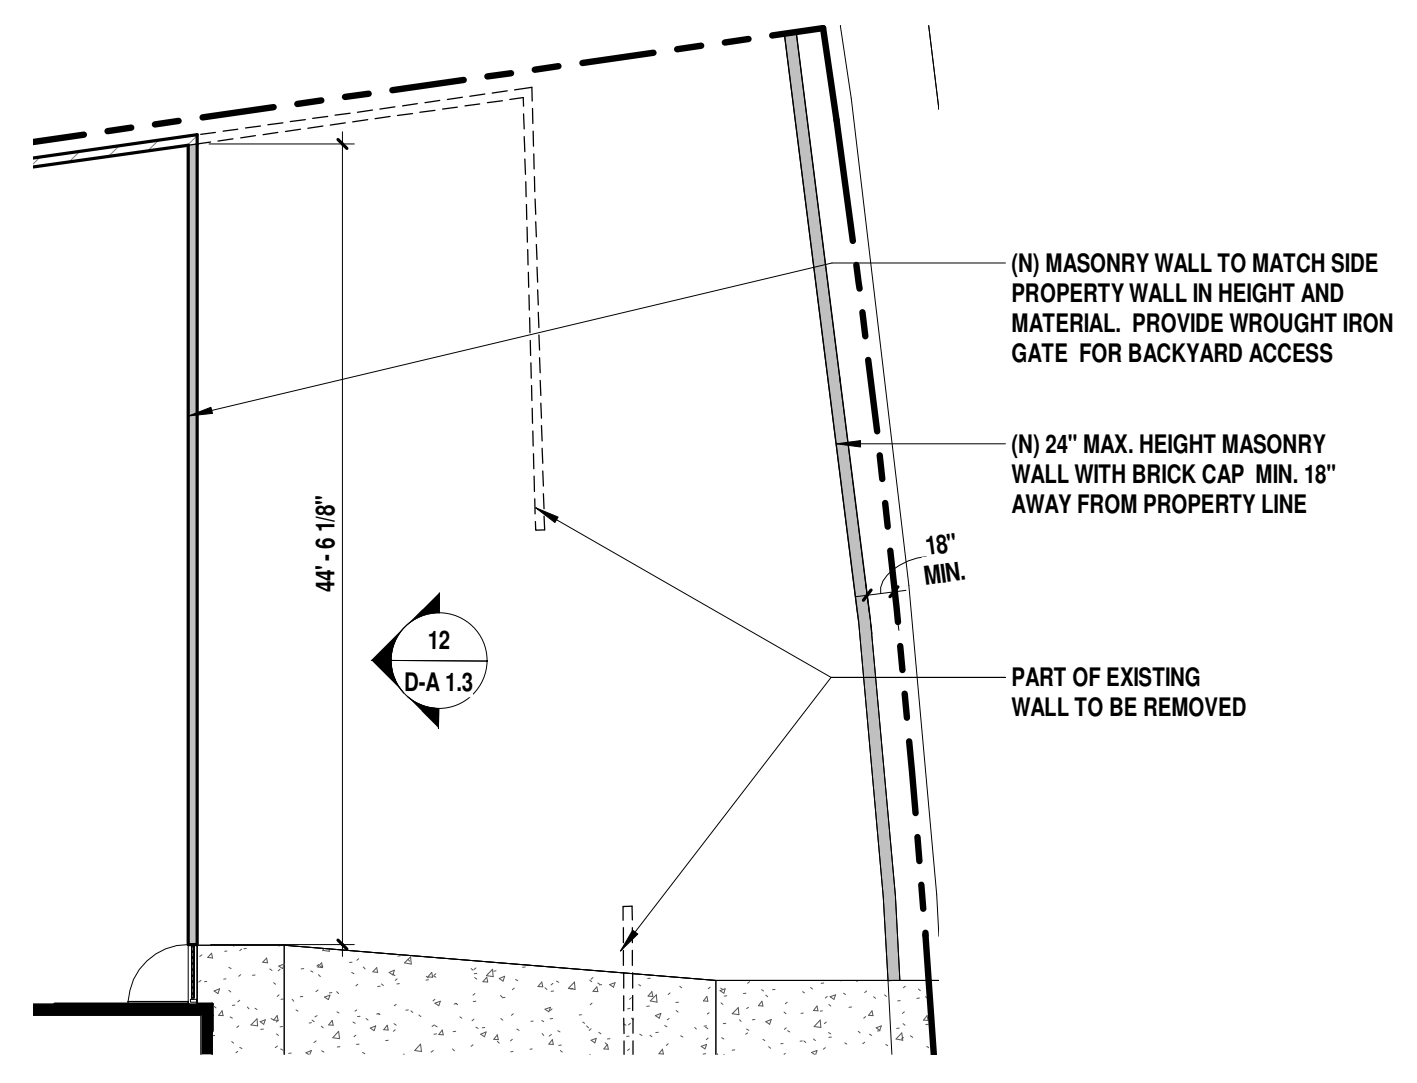 (N) MASONRY WALL TO MATCH SIDE
PROPERTY WALL IN HEIGHT AND
MATERIAL.  PROVIDE WROUGHT IRON
GATE  FOR BACKYARD ACCESS
(N) 24" MAX. HEIGHT MASONRY
WALL WITH BRICK CAP  MIN. 18"
AWAY FROM PROPERTY LINE
44' - 6 1/8"
18"
MIN.
12
D-A 1.3
PART OF EXISTING
WALL TO BE REMOVED